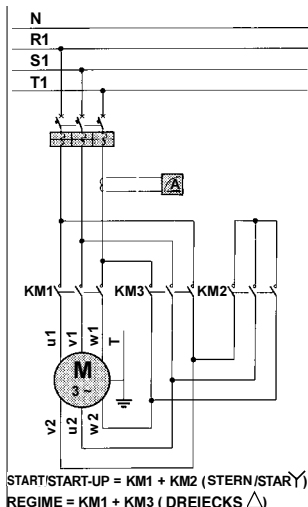 N
R1
S1
T1
A
KM1 KM3 KM2
u1 v1 w1 T
M
3 ~
v2 u2 w2
START/START-UP = KM1 + KM2 ( STERN/STAR Y )
REGIME = KM1 + KM3 ( DREIECKS △ )